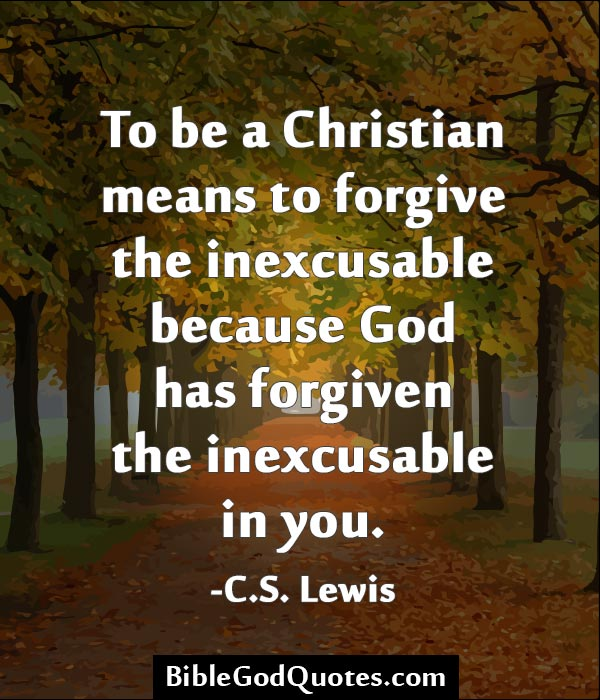 To be a Christian
means to forgive
the inexcusable
because God
has forgiven
the inexcusable
in you.
-C.S. Lewis
BibleGodQuotes.com